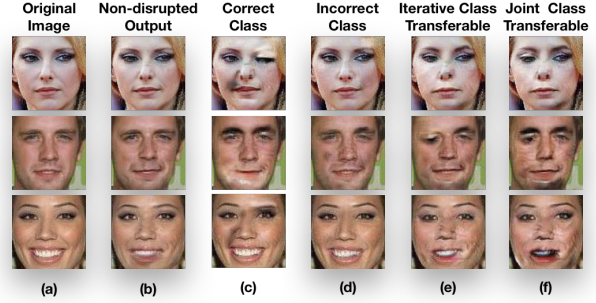 Original Image
Non-disrupted Output
Correct Class
Incorrect Class
Iterative Class Transferable
Joint Class Transferable
(a)
(b)
(c)
(d)
(e)
(f)